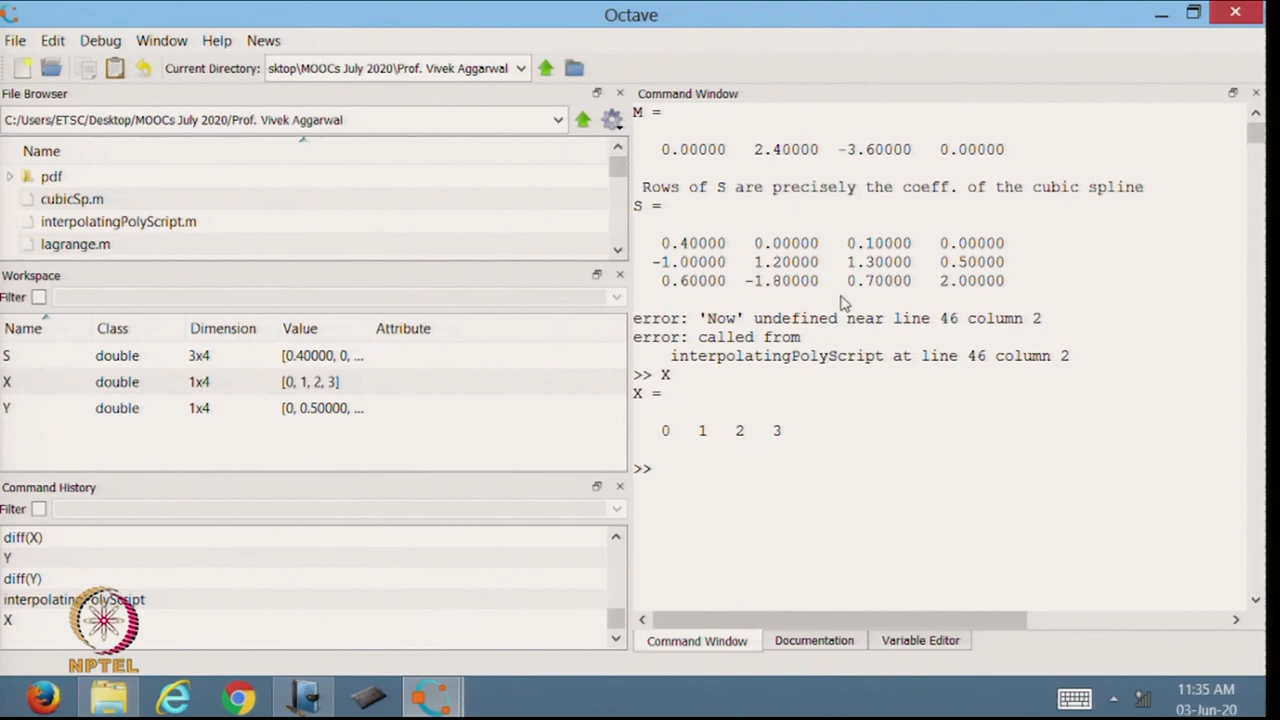 Octave
File Edit Debug Window Help News
Current Directory: sktop\MOOCs July 2020\Prof. Vivek Aggarwal
File Browser
C:/Users/ETSC/Desktop/MOOCs July 2020/Prof. Vivek Aggarwal
Name
pdf
cubicSp.m
interpolatingPolyScript.m
lagrange.m
Workspace
Filter
Name Class Dimension Value Attribute
S double 3x4 [0.40000, 0, ...
X double 1x4 [0, 1, 2, 3]
Y double 1x4 [0, 0.50000, ...
Command History
Filter
diff(X)
Y
diff(Y)
interpolatingPolyScript
X
NPTEL
Command Window
M =
0.00000 2.40000 -3.60000 0.00000
Rows of S are precisely the coeff. of the cubic spline
S =
0.40000 0.00000 0.10000 0.00000
-1.00000 1.20000 1.30000 0.50000
0.60000 -1.80000 0.70000 2.00000
error: 'Now' undefined near line 46 column 2
error: called from
interpolatingPolyScript at line 46 column 2
>> X
X =
0 1 2 3
>>
Command Window Documentation Variable Editor
11:35 AM
03-Jun-20